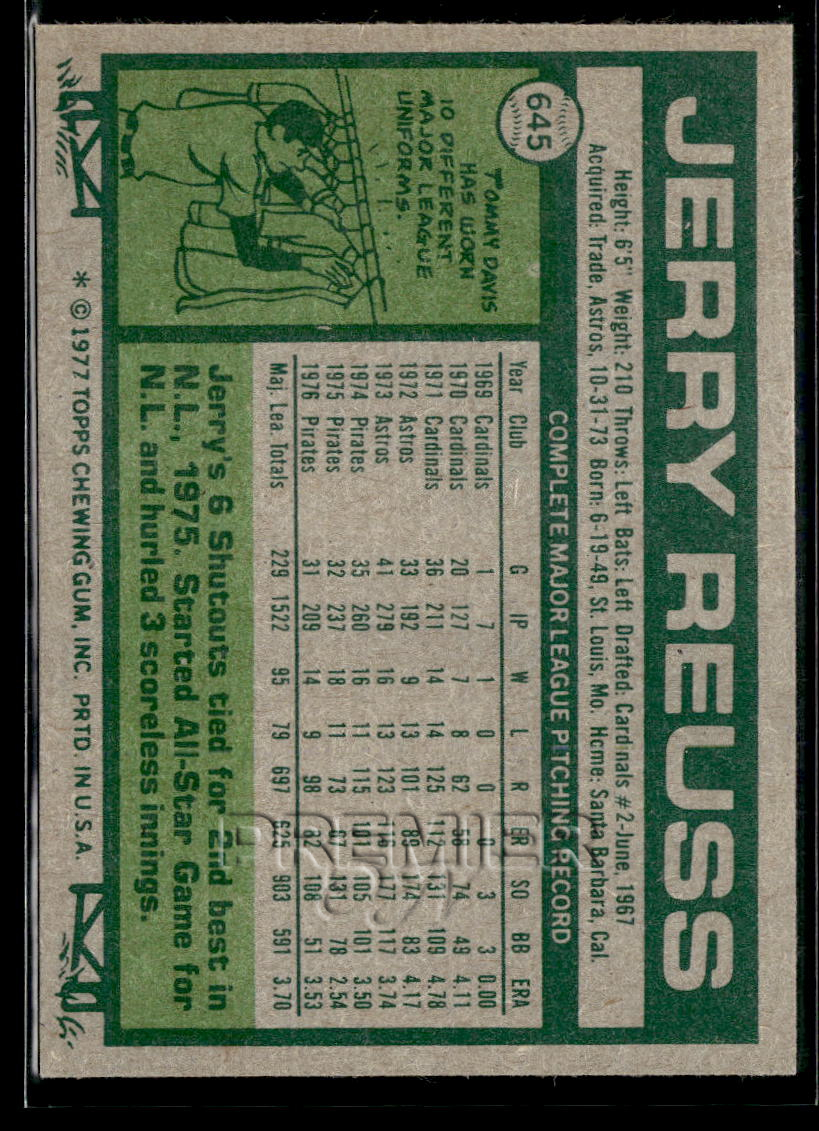 645
JERRY REUSS
Height: 6'5" Weight: 210 Throws: Left Bats: Left Drafted: Cardinals #2-June, 1967
Acquired: Trade, Astros, 10-31-73 Born: 6-19-49, St. Louis, Mo. Home: Santa Barbara, Cal.
COMPLETE MAJOR LEAGUE PITCHING RECORD
Year Club G IP W L R ER SO BB ERA
1969 Cardinals 1 7 1 0 0 0 3 3 0.00
1970 Cardinals 20 127 7 8 62 58 74 49 4.11
1971 Cardinals 36 211 14 14 125 112 131 109 4.78
1972 Astros 33 192 9 13 101 89 174 83 4.17
1973 Astros 41 279 16 13 123 116 177 117 3.74
1974 Pirates 35 260 16 11 115 101 105 101 3.50
1975 Pirates 32 237 18 11 73 67 131 78 2.54
1976 Pirates 31 209 14 9 98 82 108 51 3.53
Maj. Lea. Totals 229 1522 95 79 697 625 903 591 3.70
TOMMY DAVIS
HAS WORN
10 DIFFERENT
MAJOR LEAGUE
UNIFORMS.
Jerry's 6 Shutouts tied for 2nd best in
N.L., 1975. Started All-Star Game for
N.L. and hurled 3 scoreless innings.
* © 1977 TOPPS CHEWING GUM, INC. PRTD. IN U.S.A.
PREMIER